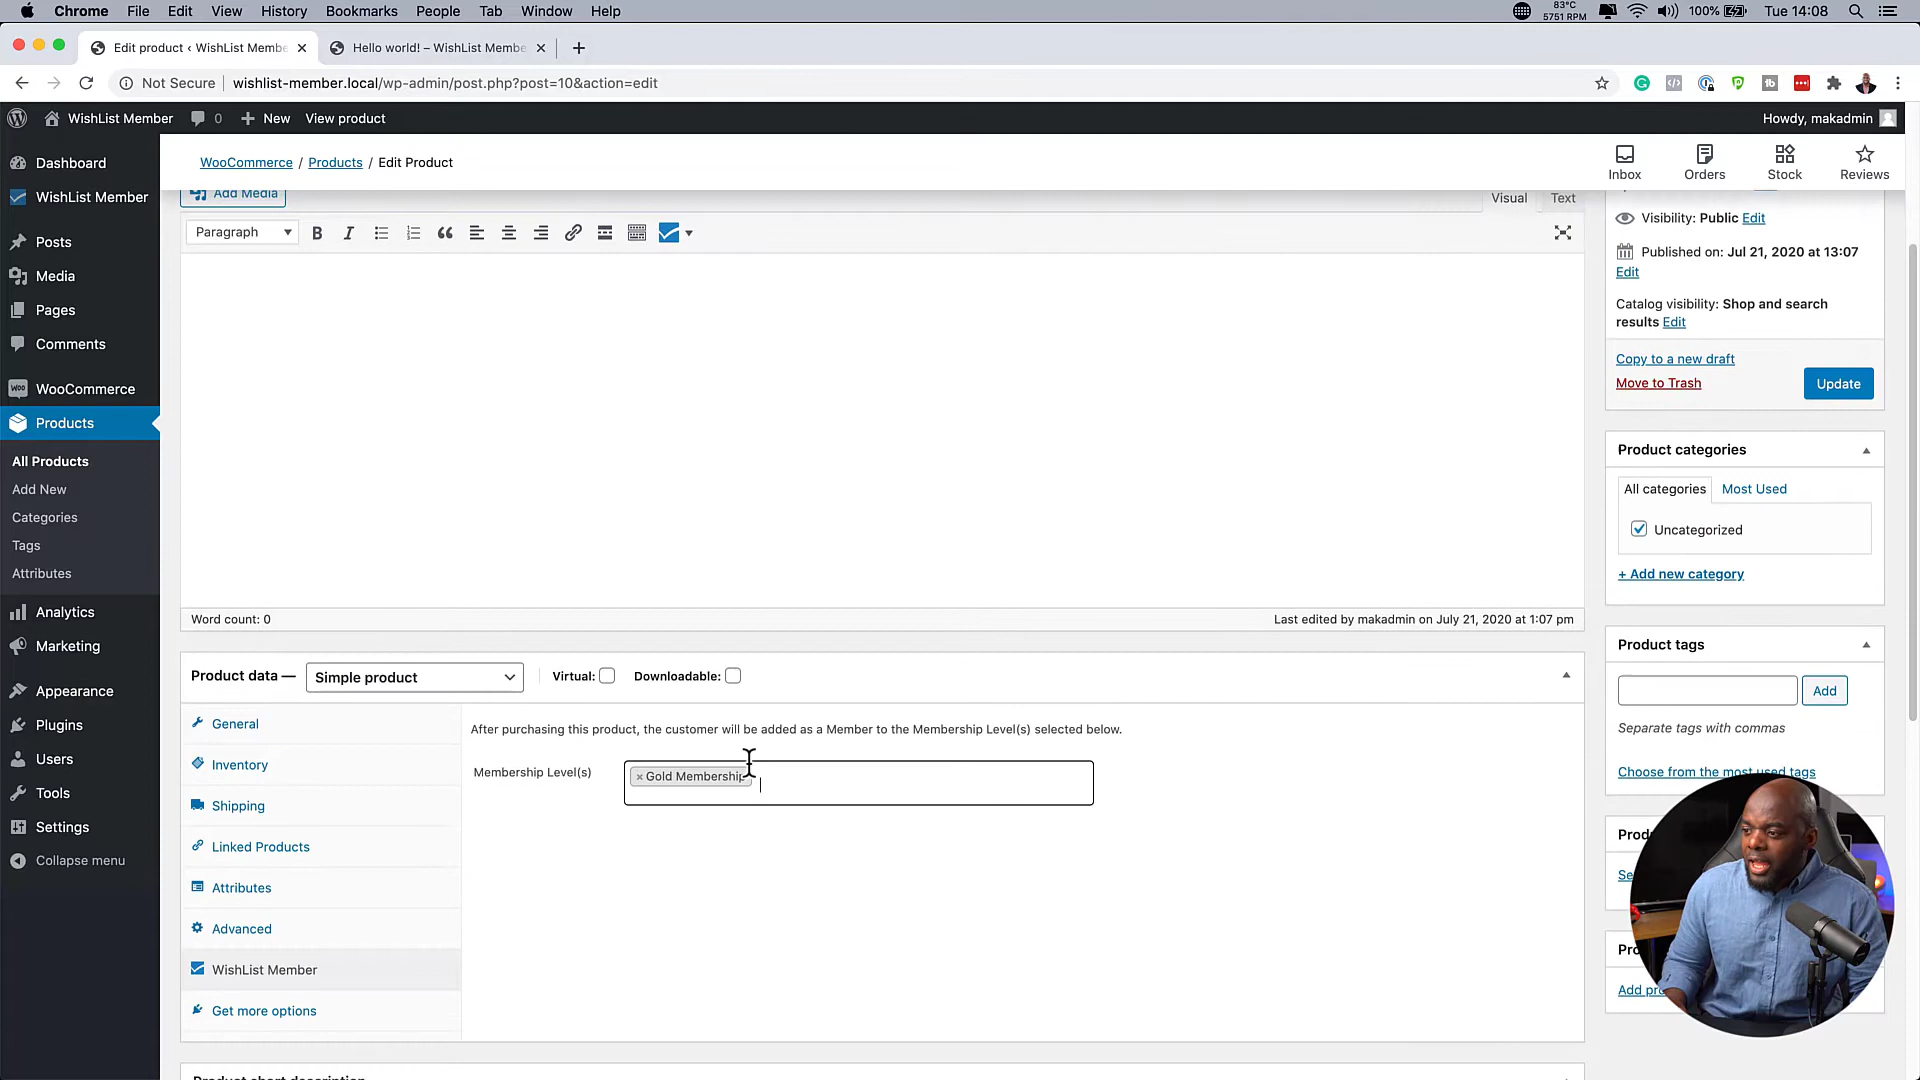 Chrome File Edit View History Bookmarks People Tab Window Help
83°C
5751 RPM
100%
Tue 14:08
Edit product ‹ WishList Membe
Hello world! – WishList Membe
Not Secure
wishlist-member.local/wp-admin/post.php?post=10&action=edit
WishList Member
0
New
View product
Howdy, makadmin
Dashboard
WishList Member
Posts
Media
Pages
Comments
WooCommerce
Products
All Products
Add New
Categories
Tags
Attributes
Analytics
Marketing
Appearance
Plugins
Users
Tools
Settings
Collapse menu
WooCommerce / Products / Edit Product
Inbox
Orders
Stock
Reviews
Add Media
Visual
Text
Paragraph
Word count: 0
Last edited by makadmin on July 21, 2020 at 1:07 pm
Product data —
Simple product
Virtual:
Downloadable:
General
Inventory
Shipping
Linked Products
Attributes
Advanced
WishList Member
Get more options
After purchasing this product, the customer will be added as a Member to the Membership Level(s) selected below.
Membership Level(s)
× Gold Membership
Visibility: Public Edit
Published on: Jul 21, 2020 at 13:07
Edit
Catalog visibility: Shop and search
results Edit
Copy to a new draft
Move to Trash
Update
Product categories
All categories
Most Used
Uncategorized
+ Add new category
Product tags
Add
Separate tags with commas
Choose from the most used tags